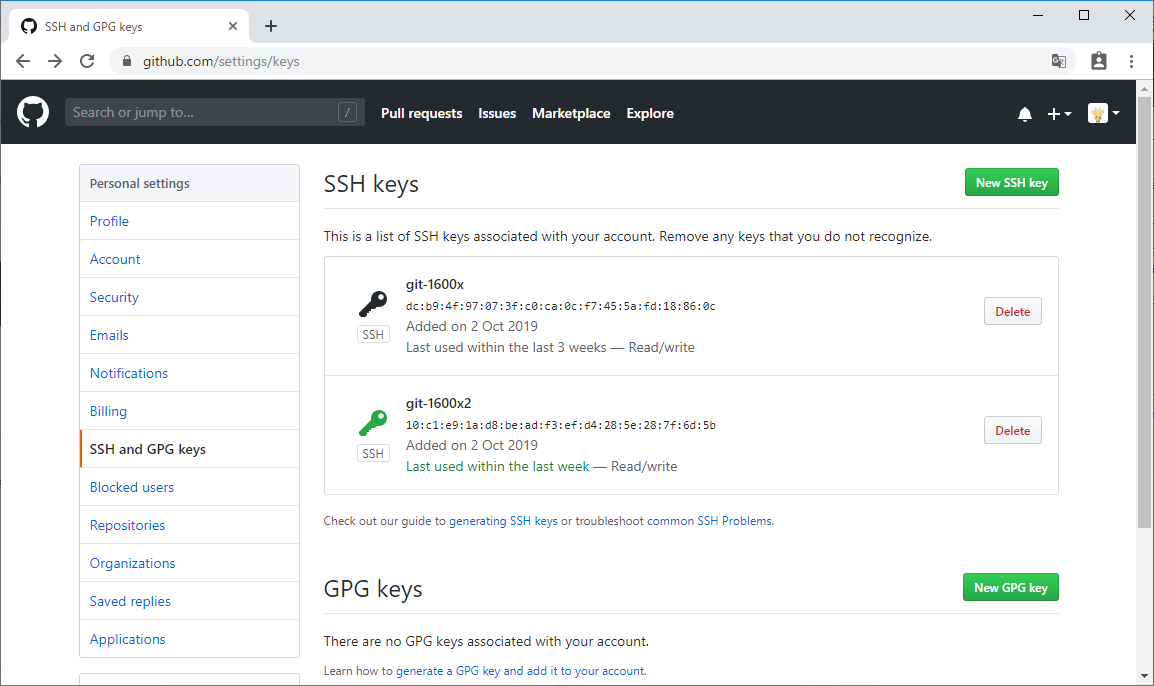 SSH and GPG keys
github.com/settings/keys
Search or jump to...
/
Pull requests
Issues
Marketplace
Explore
Personal settings
Profile
Account
Security
Emails
Notifications
Billing
SSH and GPG keys
Blocked users
Repositories
Organizations
Saved replies
Applications
SSH keys
New SSH key
This is a list of SSH keys associated with your account. Remove any keys that you do not recognize.
git-1600x
dc:b9:4f:97:07:3f:c0:ca:0c:f7:45:5a:fd:18:86:0c
Added on 2 Oct 2019
Last used within the last 3 weeks — Read/write
SSH
Delete
git-1600x2
10:c1:e9:1a:d8:be:ad:f3:ef:d4:28:5e:28:7f:6d:5b
Added on 2 Oct 2019
Last used within the last week — Read/write
SSH
Delete
Check out our guide to generating SSH keys or troubleshoot common SSH Problems.
GPG keys
New GPG key
There are no GPG keys associated with your account.
Learn how to generate a GPG key and add it to your account.